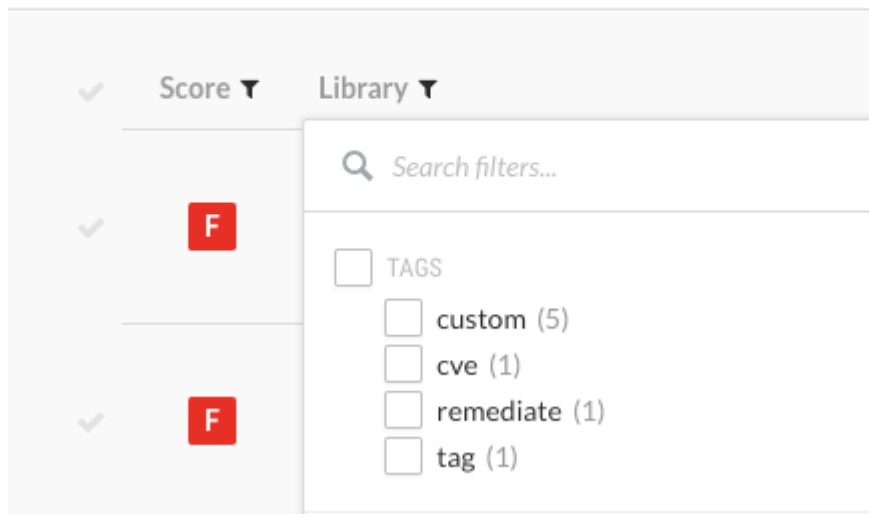 Score Library
Search filters...
F
TAGS
custom (5)
cve (1)
remediate (1)
F
tag (1)